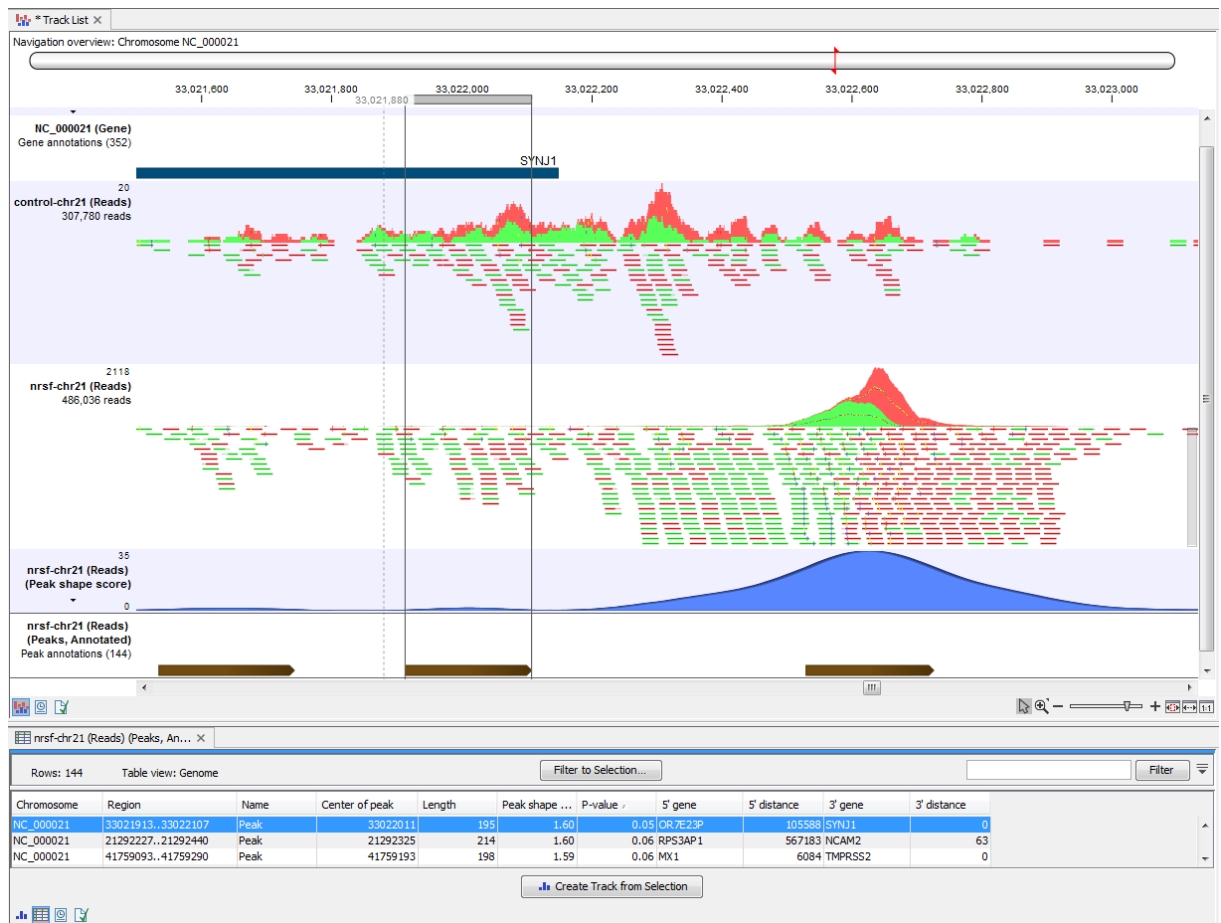 * Track List
Navigation overview: Chromosome NC_000021
33,021,600 33,021,800 33,022,000 33,022,200 33,022,400 33,022,600 33,022,800 33,023,000
33,021,880
NC_000021 (Gene)
Gene annotations (352)
SYNJ1
20
control-chr21 (Reads)
307,780 reads
2118
nrsf-chr21 (Reads)
486,036 reads
35
nrsf-chr21 (Reads)
(Peak shape score)
0
nrsf-chr21 (Reads)
(Peaks, Annotated)
Peak annotations (144)
1:1
nrsf-chr21 (Reads) (Peaks, An...
Rows: 144 Table view: Genome Filter to Selection... Filter
Chromosome Region Name Center of peak Length Peak shape ... P-value 5' gene 5' distance 3' gene 3' distance
NC_000021 33021913..33022107 Peak 33022011 195 1.60 0.05 OR7E23P 105588 SYNJ1 0
NC_000021 21292227..21292440 Peak 21292325 214 1.60 0.06 RPS3AP1 567183 NCAM2 63
NC_000021 41759093..41759290 Peak 41759193 198 1.59 0.06 MX1 6084 TMPRSS2 0
Create Track from Selection